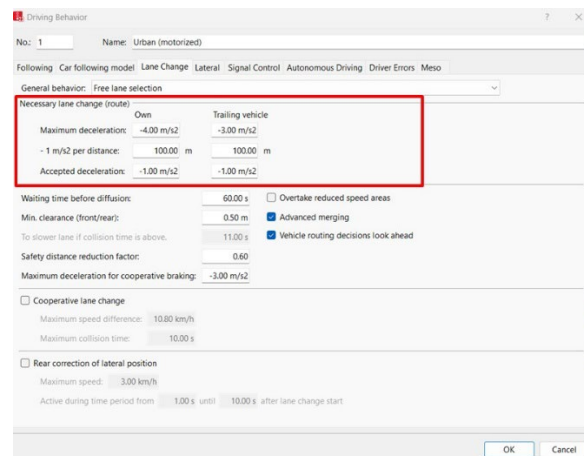 Driving Behavior ? ×
No.: 1 Name: Urban (motorized)
Following Car following model Lane Change Lateral Signal Control Autonomous Driving Driver Errors Meso
General behavior: Free lane selection
Necessary lane change (route)
Own Trailing vehicle
Maximum deceleration: -4.00 m/s2 -3.00 m/s2
- 1 m/s2 per distance: 100.00 m 100.00 m
Accepted deceleration: -1.00 m/s2 -1.00 m/s2
Waiting time before diffusion: 60.00 s Overtake reduced speed areas
Min. clearance (front/rear): 0.50 m Advanced merging
To slower lane if collision time is above. 11.00 s Vehicle routing decisions look ahead
Safety distance reduction factor: 0.60
Maximum deceleration for cooperative braking: -3.00 m/s2
Cooperative lane change
Maximum speed difference: 10.80 km/h
Maximum collision time: 10.00 s
Rear correction of lateral position
Maximum speed: 3.00 km/h
Active during time period from 1.00 s until 10.00 s after lane change start
OK Cancel